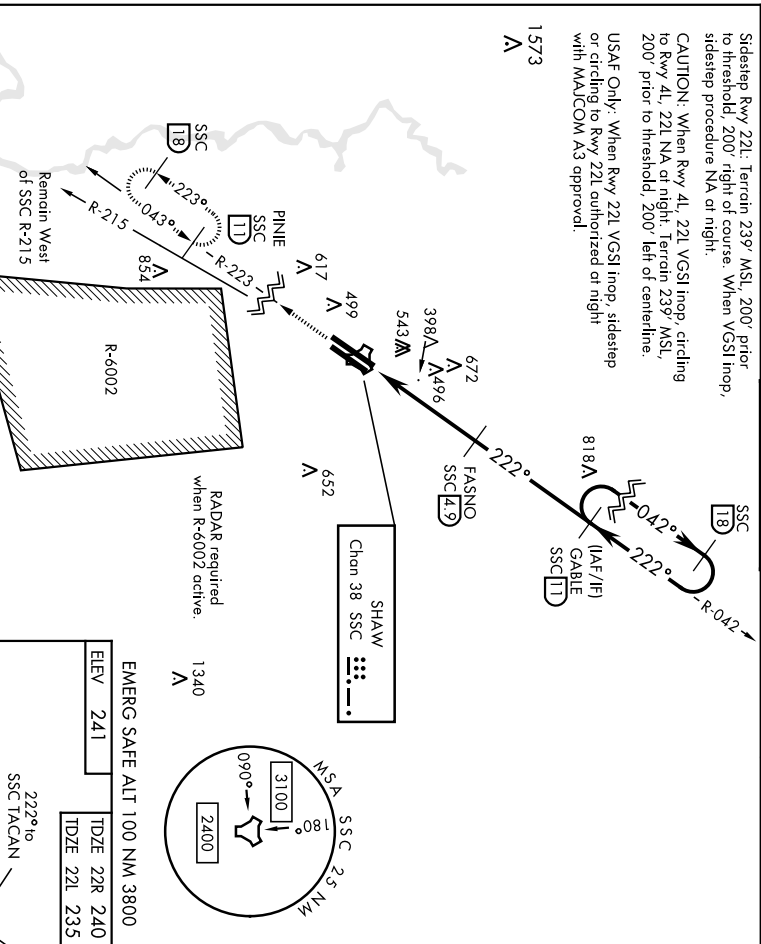 Sidestep Rwy 22L: Terrain 239' MSL, 200' prior
to threshold, 200' right of course. When VGSI inop,
sidestep procedure NA at night.
CAUTION: When Rwy 4L, 22L VGSI inop, circling
to Rwy 4L, 22L NA at night. Terrain 239' MSL,
200' prior to threshold, 200' left of centerline.
USAF Only: When Rwy 22L VGSI inop, sidestep
or circling to Rwy 22L authorized at night
with MAJCOM A3 approval.
1573
SSC
18
042°
222°
R-042
818
(IAF/IF)
GABLE
SSC 11
222°
FASNO
SSC 4.9
672
496
398
543
499
617
652
SHAW
Chan 38 SSC
PINIE
SSC
11
R-223
SSC
18
223°
043°
R-215
Remain West
of SSC R-215
854
R-6002
RADAR required
when R-6002 active.
1340
MSA SSC 25 NM
180°
3100
090°
2400
EMERG SAFE ALT 100 NM 3800
ELEV 241
TDZE 22R 240
TDZE 22L 235
222° to
SSC TACAN